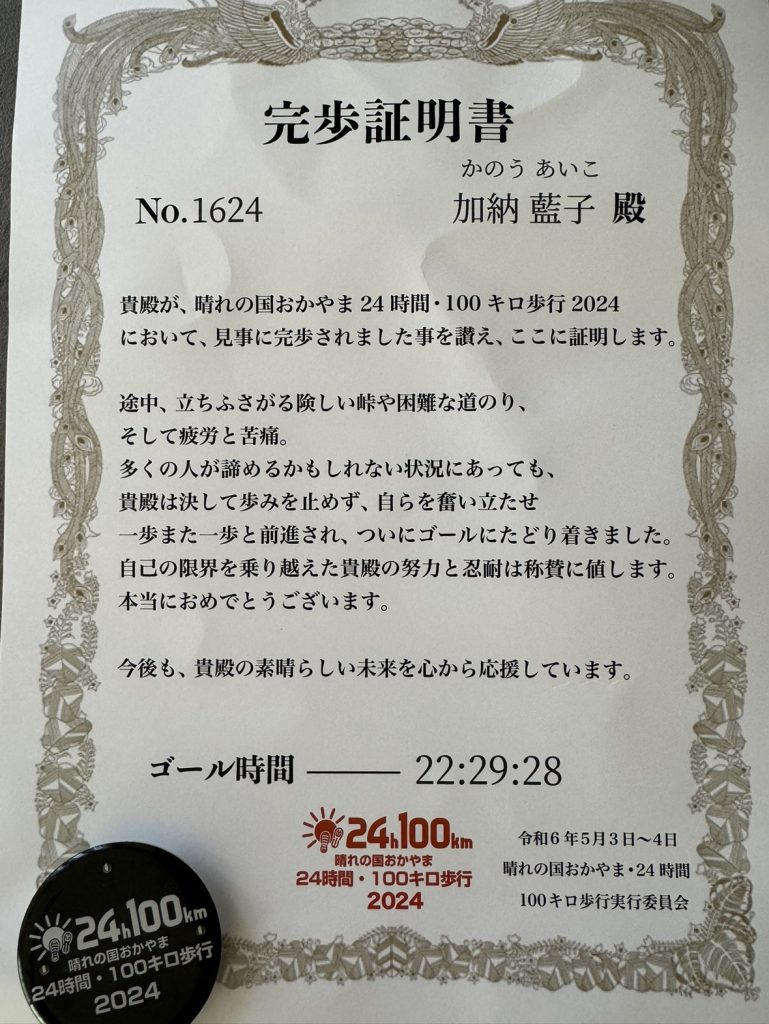 完歩証明書
かのう あいこ
No.1624 加納 藍子 殿
貴殿が、晴れの国おかやま24時間・100キロ歩行2024
において、見事に完歩されました事を讃え、ここに証明します。
途中、立ちふさがる険しい峠や困難な道のり、
そして疲労と苦痛。
多くの人が諦めるかもしれない状況にあっても、
貴殿は決して歩みを止めず、自らを奮い立たせ
一歩また一歩と前進され、ついにゴールにたどり着きました。
自己の限界を乗り越えた貴殿の努力と忍耐は称賛に値します。
本当におめでとうございます。
今後も、貴殿の素晴らしい未来を心から応援しています。
ゴール時間 ―― 22:29:28
24h100km
晴れの国おかやま
24時間・100キロ歩行
2024
令和6年5月3日〜4日
晴れの国おかやま・24時間
100キロ歩行実行委員会
24h100km
晴れの国おかやま
24時間・100キロ歩行
2024